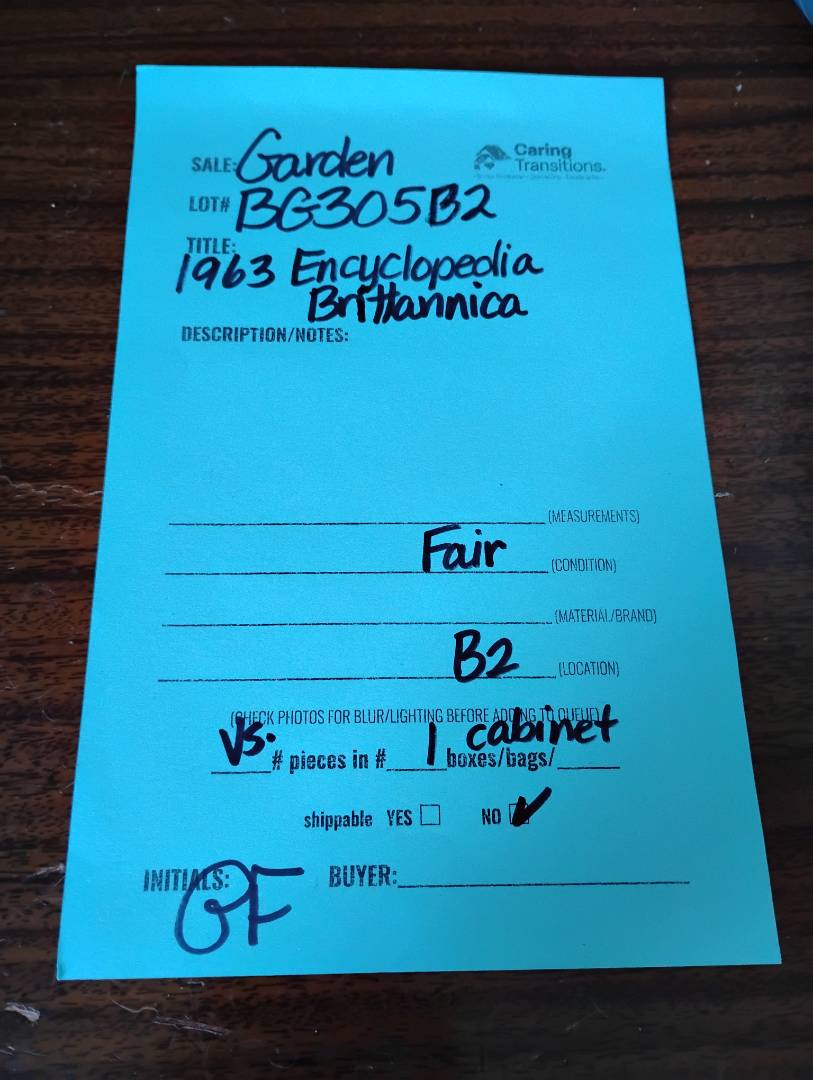 SALE: Garden
Caring
Transitions.
LOT# BG305B2
TITLE:
1963 Encyclopedia
Brittannica
DESCRIPTION/NOTES:
(MEASUREMENTS)
Fair (CONDITION)
(MATERIAL/BRAND)
B2 (LOCATION)
(CHECK PHOTOS FOR BLUR/LIGHTING BEFORE ADDING TO QUEUE)
Vs. # pieces in # 1 boxes/bags/ cabinet
shippable YES NO
INITIALS: GF BUYER: